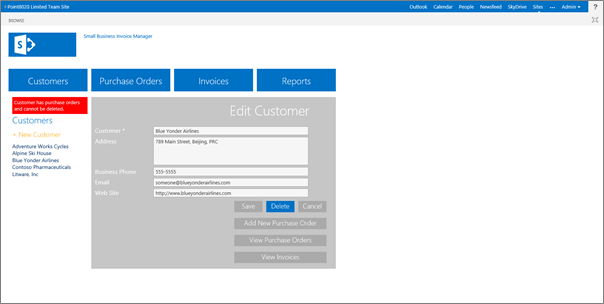 Point8020 Limited Team Site
Outlook Calendar People Newsfeed SkyDrive Sites ... Admin ?
BROWSE
Small Business Invoice Manager
S
Customers Purchase Orders Invoices Reports
Customer has purchase orders
and cannot be deleted.
Customers
+ New Customer
Adventure Works Cycles
Alpine Ski House
Blue Yonder Airlines
Contoso Pharmaceuticals
Litware, Inc
Edit Customer
Customer * Blue Yonder Airlines
Address 789 Main Street, Beijing, PRC
Business Phone 555-5555
Email someone@blueyonderairlines.com
Web Site http://www.blueyonderairlines.com
Save Delete Cancel
Add New Purchase Order
View Purchase Orders
View Invoices